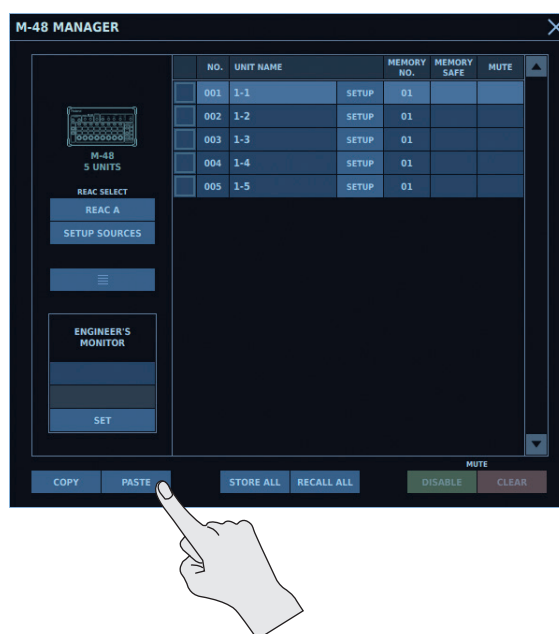 M-48 MANAGER
NO. UNIT NAME MEMORY NO. MEMORY SAFE MUTE
001 1-1 SETUP 01
002 1-2 SETUP 01
003 1-3 SETUP 01
004 1-4 SETUP 01
005 1-5 SETUP 01
M-48
5 UNITS
REAC SELECT
REAC A
SETUP SOURCES
ENGINEER'S
MONITOR
SET
MUTE
COPY PASTE STORE ALL RECALL ALL DISABLE CLEAR